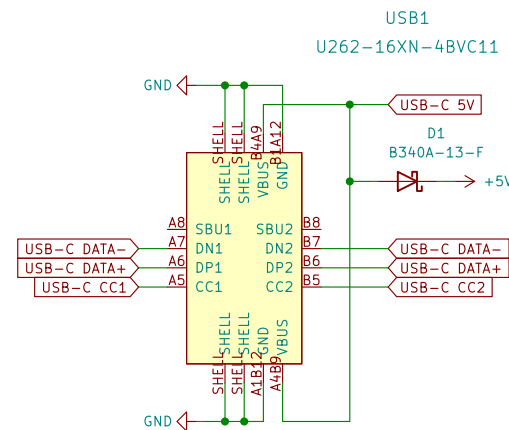 USB1
U262-16XN-4BVC11
GND
USB-C 5V
SHELL
SHELL
B4A9
B1A12
D1
B340A-13-F
SHELL
SHELL
VBUS
GND
+5V
A8
SBU1
SBU2
B8
USB-C DATA-
A7
DN1
DN2
B7
USB-C DATA-
USB-C DATA+
A6
DP1
DP2
B6
USB-C DATA+
USB-C CC1
A5
CC1
CC2
B5
USB-C CC2
SHELL
SHELL
GND
VBUS
SHELL
SHELL
A1B12
A4B9
GND